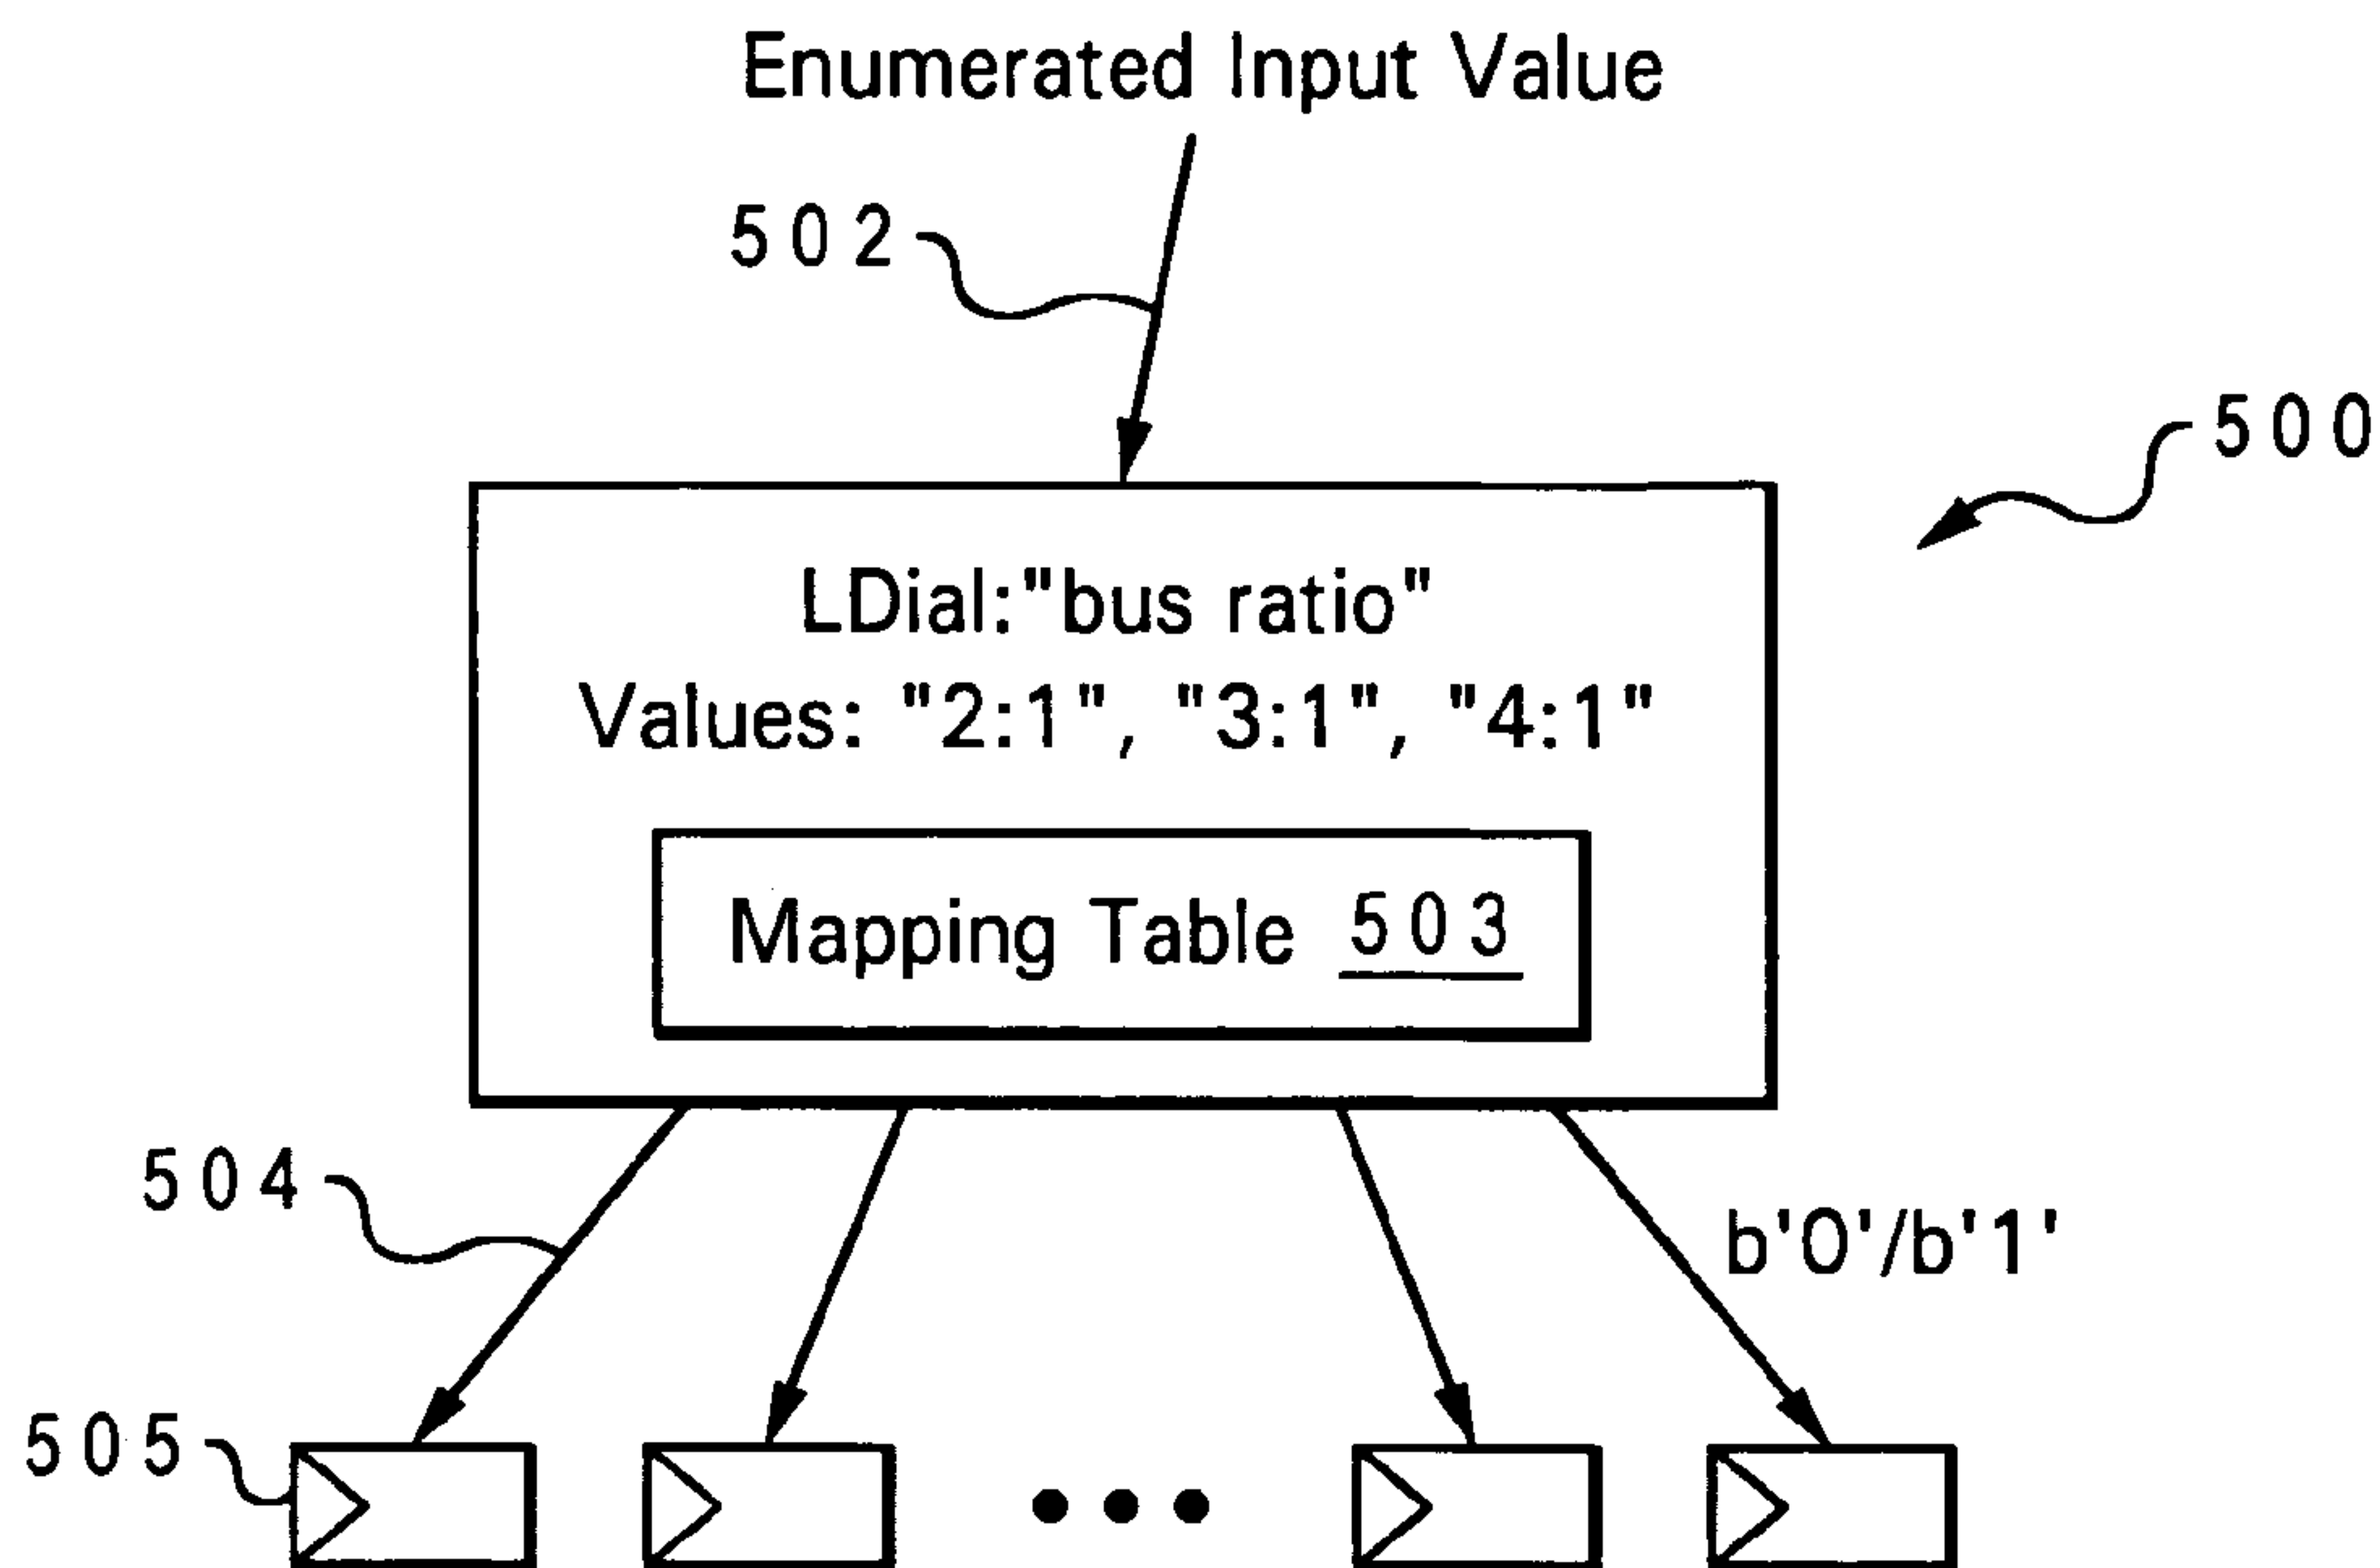 Enumerated Input Value
502
500
LDial:"bus ratio"
Values: "2:1", "3:1", "4:1"
Mapping Table 503
504
b'0'/b'1'
505